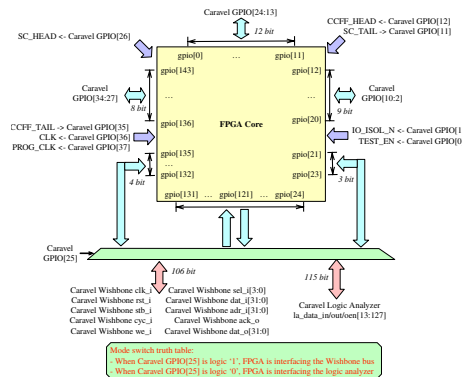 Caravel GPIO[24:13]
12 bit
SC_HEAD <- Caravel GPIO[26]
CCFF_HEAD <- Caravel GPIO[12]
SC_TAIL -> Caravel GPIO[11]
gpio[0] ... gpio[11]
gpio[143]
gpio[12]
Caravel
GPIO[34:27]
8 bit
...
...
Caravel
GPIO[10:2]
9 bit
gpio[136]
FPGA Core
gpio[20]
CCFF_TAIL -> Caravel GPIO[35]
CLK <- Caravel GPIO[36]
PROG_CLK <- Caravel GPIO[37]
IO_ISOL_N <- Caravel GPIO[1
TEST_EN <- Caravel GPIO[0
gpio[135]
...
gpio[132]
4 bit
gpio[21]
gpio[23]
3 bit
gpio[131] ... gpio[121] ... gpio[24]
Caravel
GPIO[25]
106 bit
115 bit
Caravel Wishbone clk_i
Caravel Wishbone rst_i
Caravel Wishbone stb_i
Caravel Wishbone cyc_i
Caravel Wishbone we_i
Caravel Wishbone sel_i[3:0]
Caravel Wishbone dat_i[31:0]
Caravel Wishbone adr_i[31:0]
Caravel Wishbone ack_o
Caravel Wishbone dat_o[31:0]
Caravel Logic Analyzer
la_data_in/out/oen[13:127]
Mode switch truth table:
- When Caravel GPIO[25] is logic ‘1’, FPGA is interfacing the Wishbone bus
- When Caravel GPIO[25] is logic ‘0’, FPGA is interfacing the logic analyzer